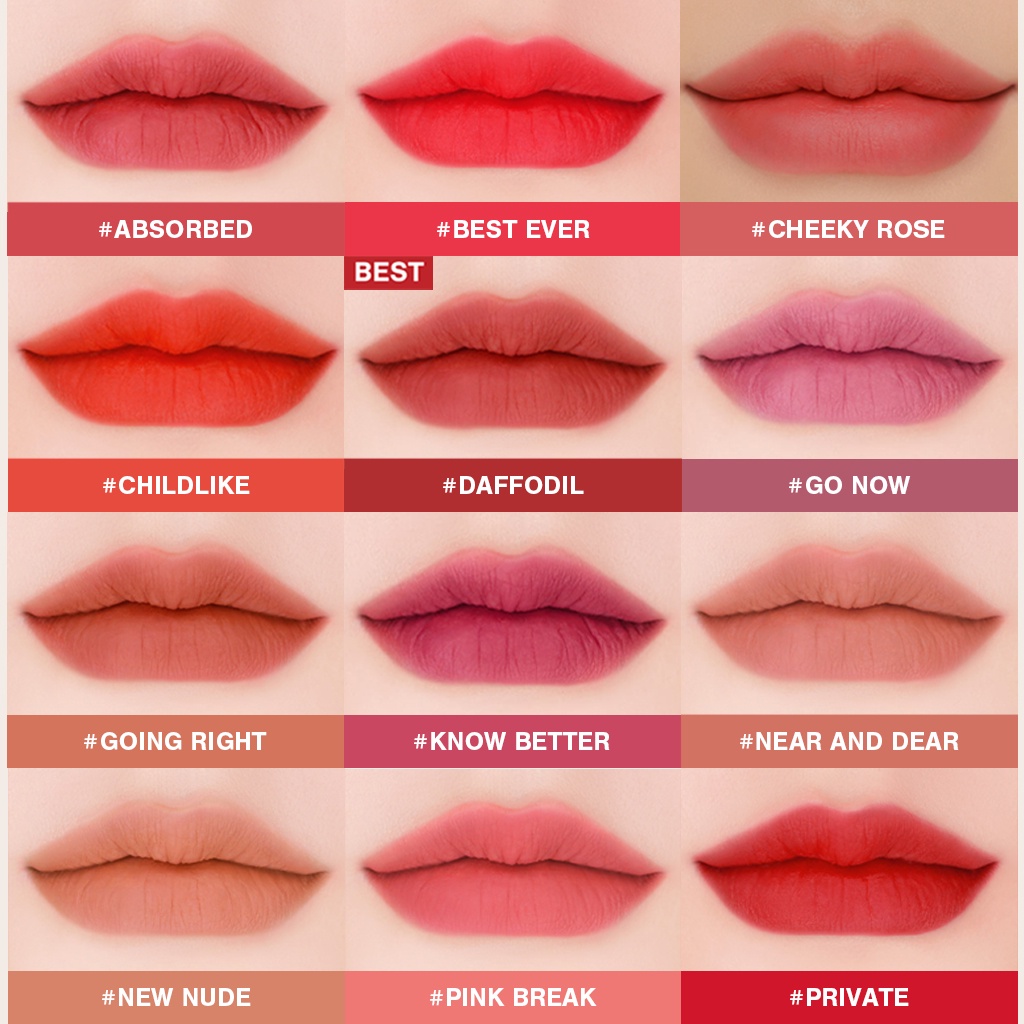 #ABSORBED
#BEST EVER
#CHEEKY ROSE
BEST
#CHILDLIKE
#DAFFODIL
#GO NOW
#GOING RIGHT
#KNOW BETTER
#NEAR AND DEAR
#NEW NUDE
#PINK BREAK
#PRIVATE